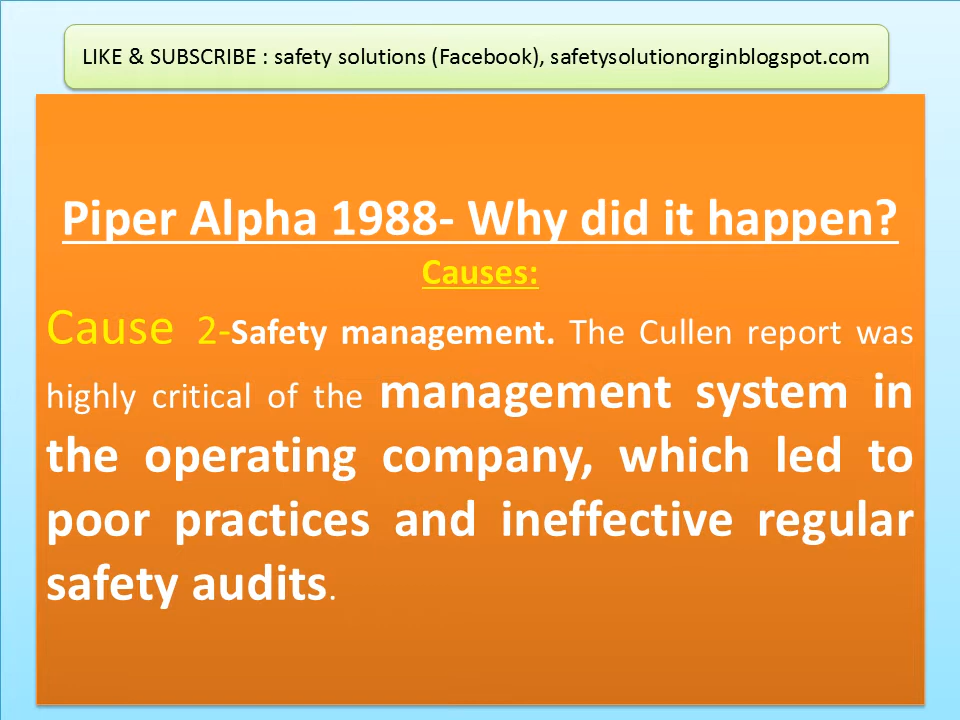 LIKE & SUBSCRIBE : safety solutions (Facebook), safetysolutionorginblogspot.com
Piper Alpha 1988- Why did it happen?
Causes:
Cause 2-Safety management. The Cullen report was
highly critical of the management system in
the operating company, which led to
poor practices and ineffective regular
safety audits.